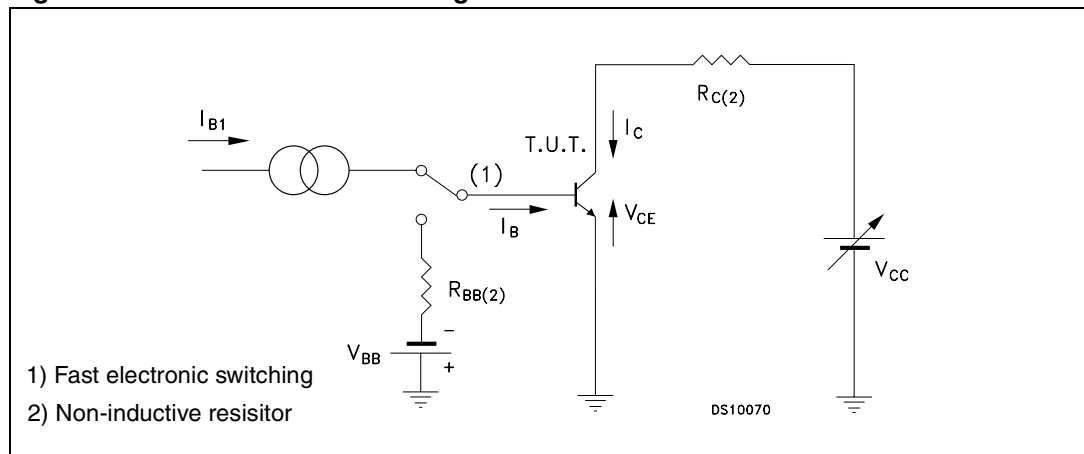 R_C(2)
I_B1
I_C
T.U.T.
(1)
I_B
V_CE
V_CC
R_BB(2)
−
V_BB
+
1) Fast electronic switching
2) Non-inductive resisitor
DS10070